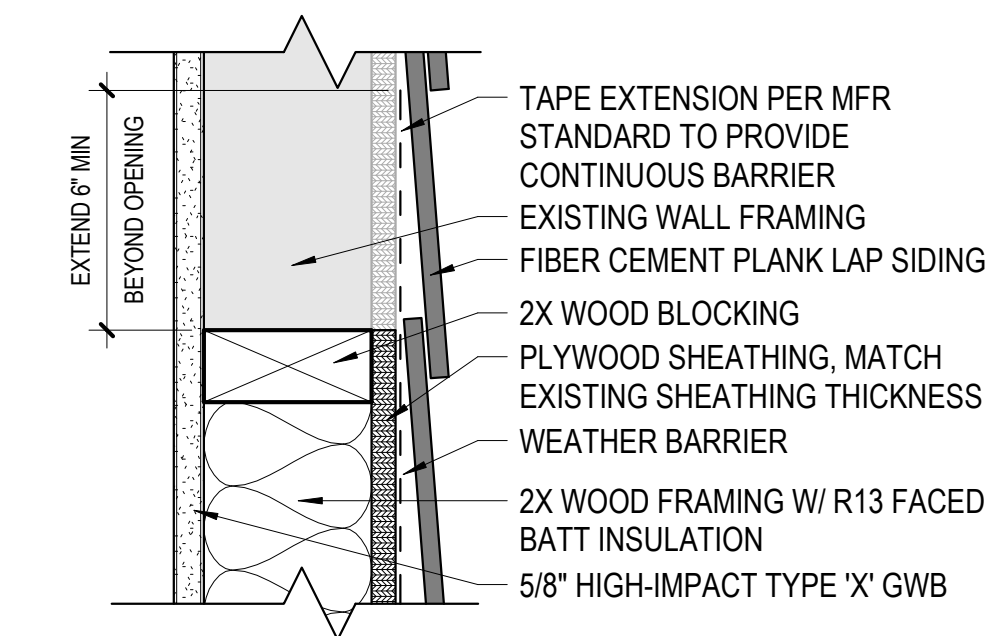 EXTEND 6" MIN
BEYOND OPENING
TAPE EXTENSION PER MFR
STANDARD TO PROVIDE
CONTINUOUS BARRIER
EXISTING WALL FRAMING
FIBER CEMENT PLANK LAP SIDING
2X WOOD BLOCKING
PLYWOOD SHEATHING, MATCH
EXISTING SHEATHING THICKNESS
WEATHER BARRIER
2X WOOD FRAMING W/ R13 FACED
BATT INSULATION
5/8" HIGH-IMPACT TYPE 'X' GWB